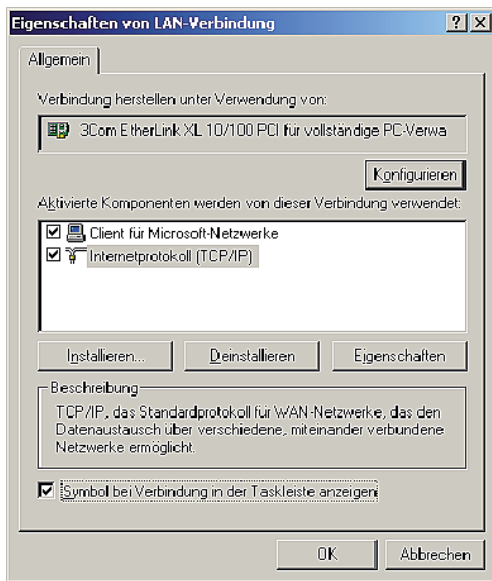 Eigenschaften von LAN-Verbindung
Allgemein
Verbindung herstellen unter Verwendung von:
3Com EtherLink XL 10/100 PCI für vollständige PC-Verwa
Konfigurieren
Aktivierte Komponenten werden von dieser Verbindung verwendet:
Client für Microsoft-Netzwerke
Internetprotokoll (TCP/IP)
Installieren... Deinstallieren Eigenschaften
Beschreibung
TCP/IP, das Standardprotokoll für WAN-Netzwerke, das den
Datenaustausch über verschiedene, miteinander verbundene
Netzwerke ermöglicht.
Symbol bei Verbindung in der Taskleiste anzeigen
OK Abbrechen